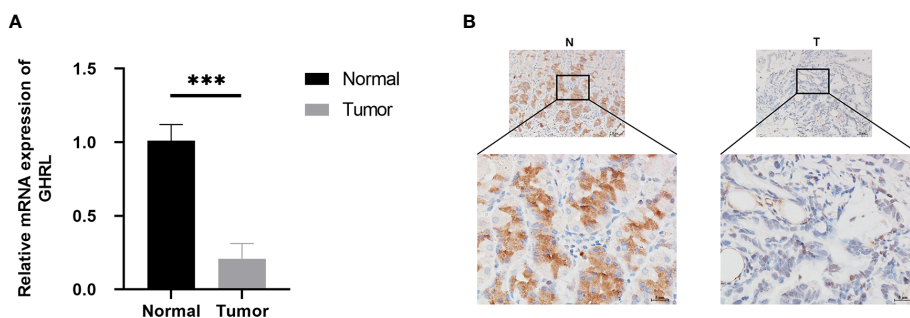 A
Relative mRNA expression of
GHRL
1.5
1.0
0.5
0.0
***
Normal
Tumor
Normal
Tumor
B
N
T